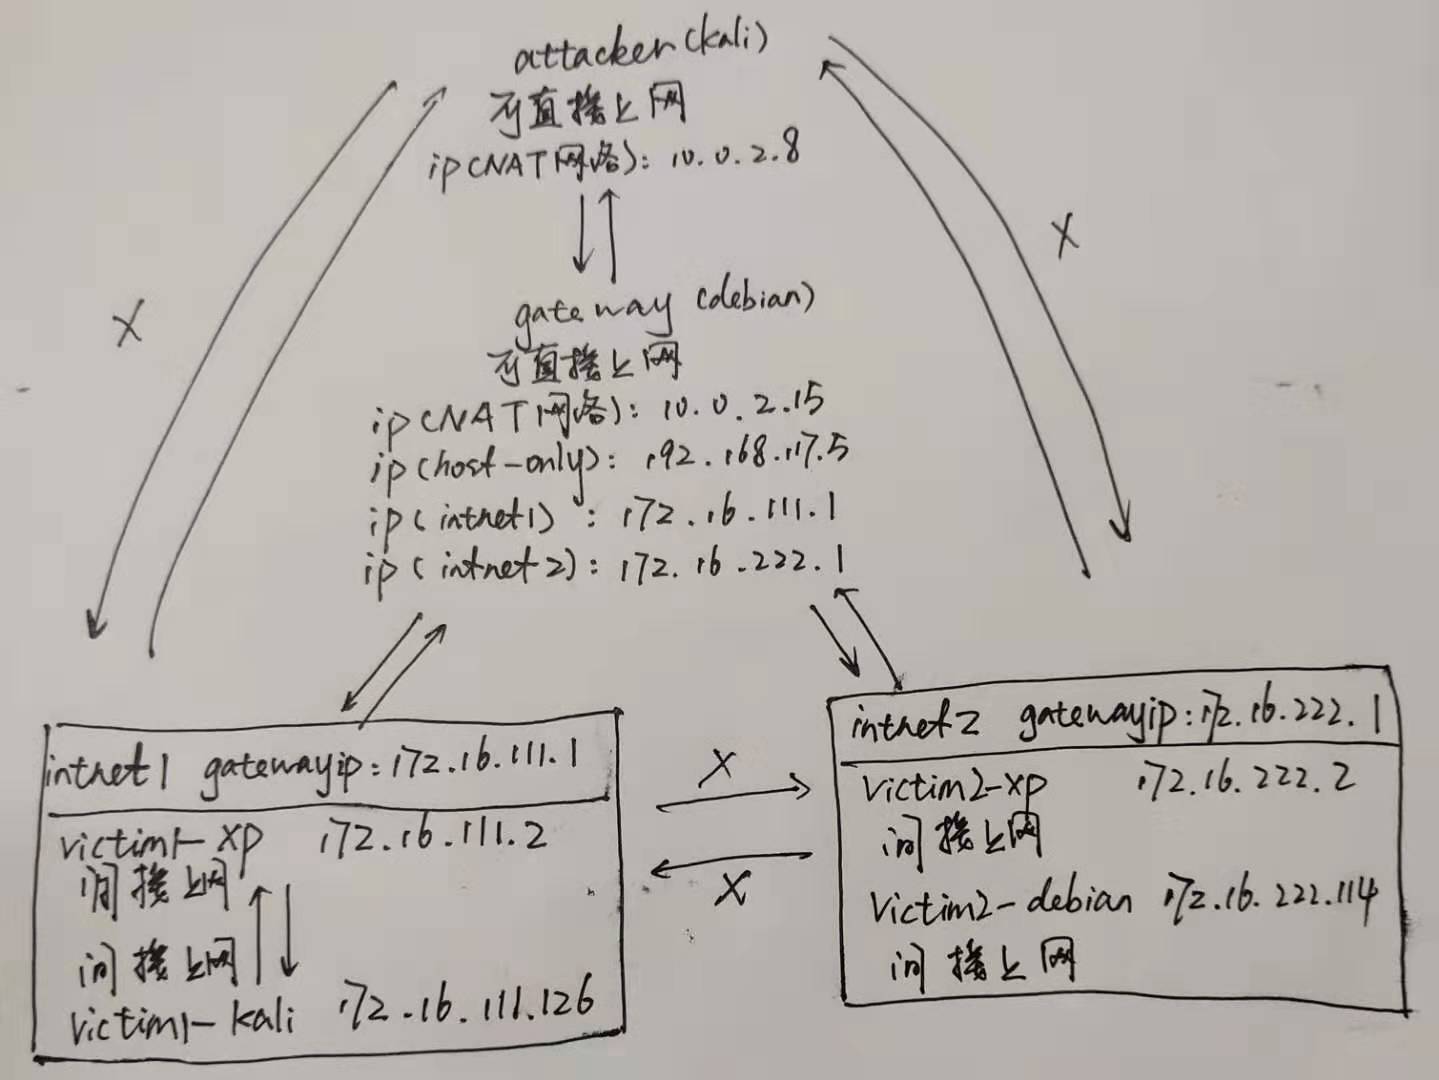 attacker(kali)
可直接上网
ip(NAT网络): 10.0.2.8
X
X
gateway (debian)
可直接上网
ip(NAT网络): 10.0.2.15
ip(host-only): 192.168.117.5
ip(intnet1) : 172.16.111.1
ip(intnet2): 172.16.222.1
intnet1 gatewayip: 172.16.111.1
victim1-xp 172.16.111.2
间接上网
间接上网
victim1-kali 172.16.111.126
X
X
intnet2 gatewayip: 172.16.222.1
victim2-xp 172.16.222.2
间接上网
victim2-debian 172.16.222.114
间接上网